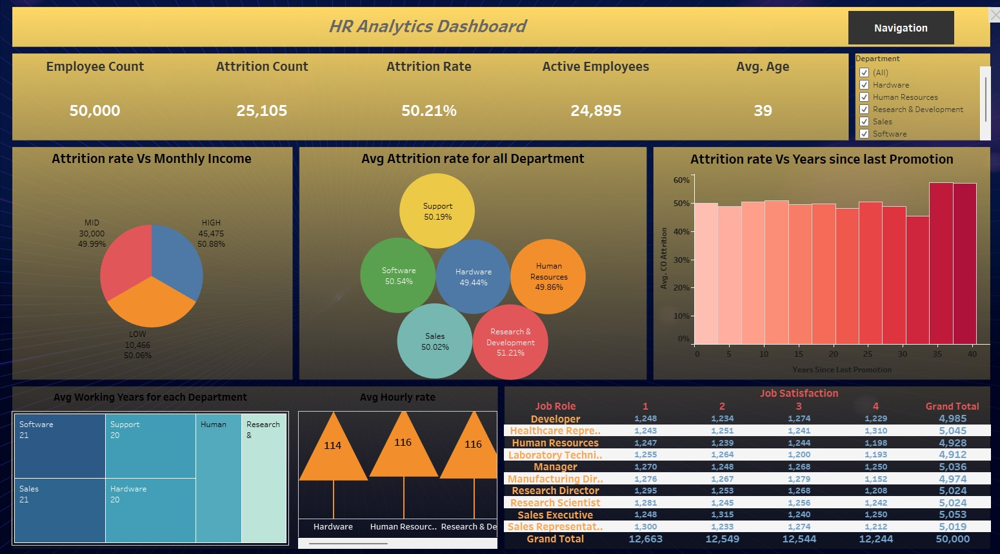 HR Analytics Dashboard
Navigation
Employee Count
Attrition Count
Attrition Rate
Active Employees
Avg. Age
50,000
25,105
50.21%
24,895
39
Department
(All)
Hardware
Human Resources
Research & Development
Sales
Software
Attrition rate Vs Monthly Income
MID
30,000
49.99%
HIGH
45,475
50.88%
LOW
10,466
50.06%
Avg Attrition rate for all Department
Support
50.19%
Software
50.54%
Hardware
49.44%
Human
Resources
49.86%
Sales
50.02%
Research &
Development
51.21%
Attrition rate Vs Years since last Promotion
Avg. CO Attrition
60%
50%
40%
30%
20%
10%
0%
0 5 10 15 20 25 30 35 40
Years Since Last Promotion
Avg Working Years for each Department
Software
21
Support
20
Human
Research
&
Sales
21
Hardware
20
Avg Hourly rate
114
116
116
Hardware
Human Resourc..
Research & De
Job Satisfaction
Job Role 1 2 3 4 Grand Total
Developer 1,248 1,234 1,274 1,229 4,985
Healthcare Repre.. 1,243 1,251 1,241 1,310 5,045
Human Resources 1,247 1,239 1,244 1,198 4,928
Laboratory Techni.. 1,255 1,264 1,200 1,193 4,912
Manager 1,270 1,248 1,268 1,250 5,036
Manufacturing Dir.. 1,276 1,267 1,279 1,152 4,974
Research Director 1,295 1,253 1,268 1,208 5,024
Research Scientist 1,281 1,245 1,256 1,242 5,024
Sales Executive 1,248 1,315 1,240 1,250 5,053
Sales Representat.. 1,300 1,233 1,274 1,212 5,019
Grand Total 12,663 12,549 12,544 12,244 50,000